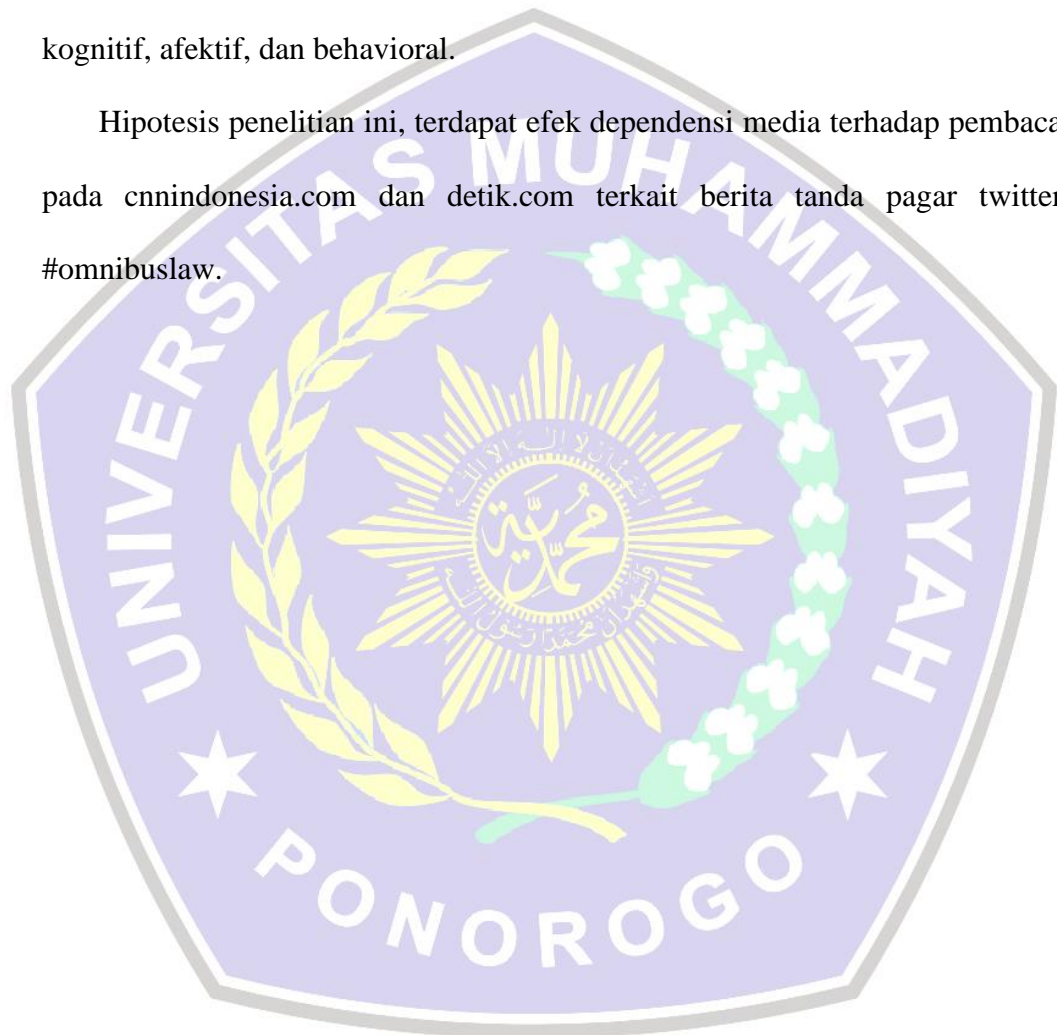 kognitif, afektif, dan behavioral.
Hipotesis penelitian ini, terdapat efek dependensi media terhadap pembaca
pada cnnindonesia.com dan detik.com terkait berita tanda pagar twitter
#omnibuslaw.
UNIVERSITAS MUHAMMADIYAH
محمدية
PONOROGO